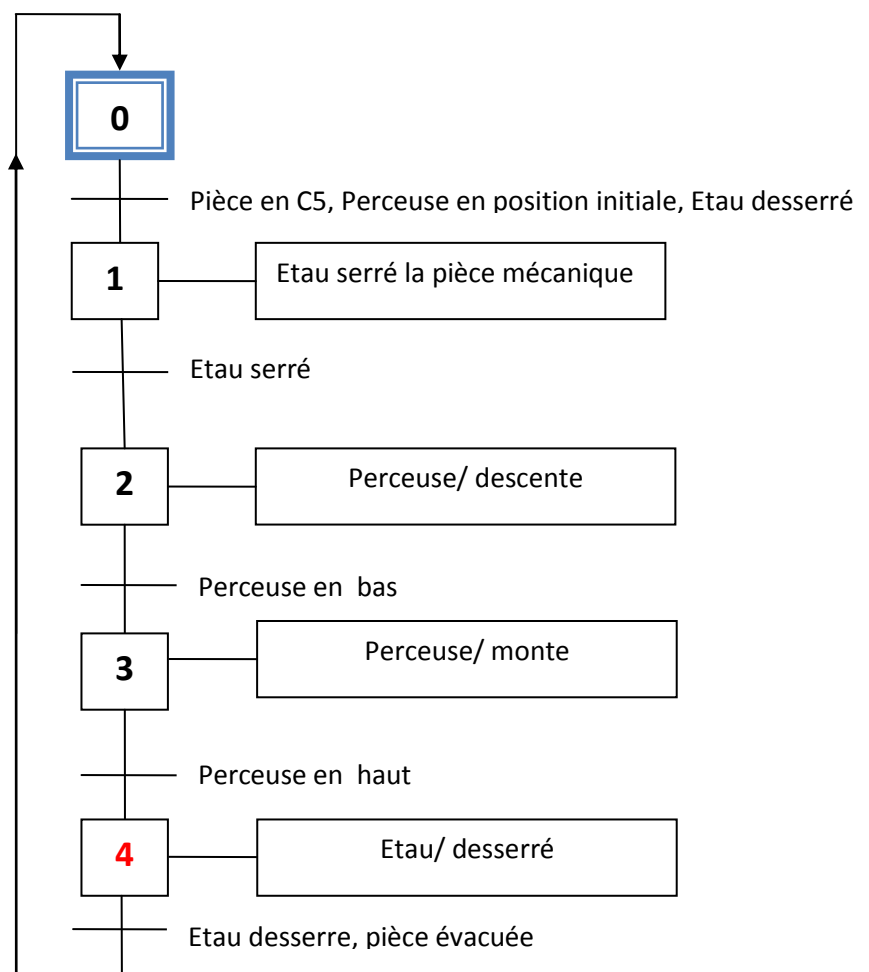 0
Pièce en C5, Perceuse en position initiale, Etau desserré
1
Etau serré la pièce mécanique
Etau serré
2
Perceuse/ descente
Perceuse en bas
3
Perceuse/ monte
Perceuse en haut
4
Etau/ desserré
Etau desserre, pièce évacuée